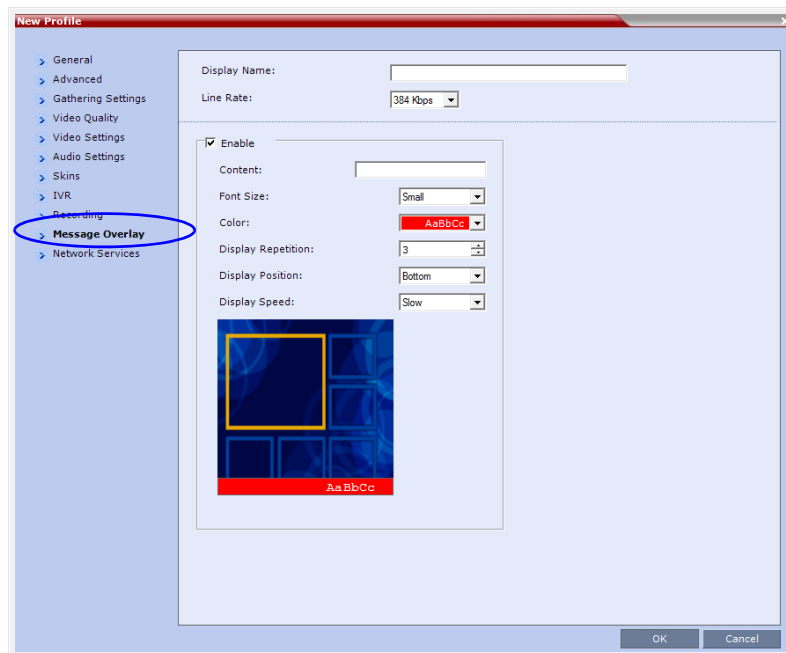 New Profile
General
Advanced
Gathering Settings
Video Quality
Video Settings
Audio Settings
Skins
IVR
Recording
Message Overlay
Network Services
Display Name:
Line Rate: 384 Kbps
Enable
Content:
Font Size: Small
Color: AaBbCc
Display Repetition: 3
Display Position: Bottom
Display Speed: Slow
AaBbCc
OK Cancel